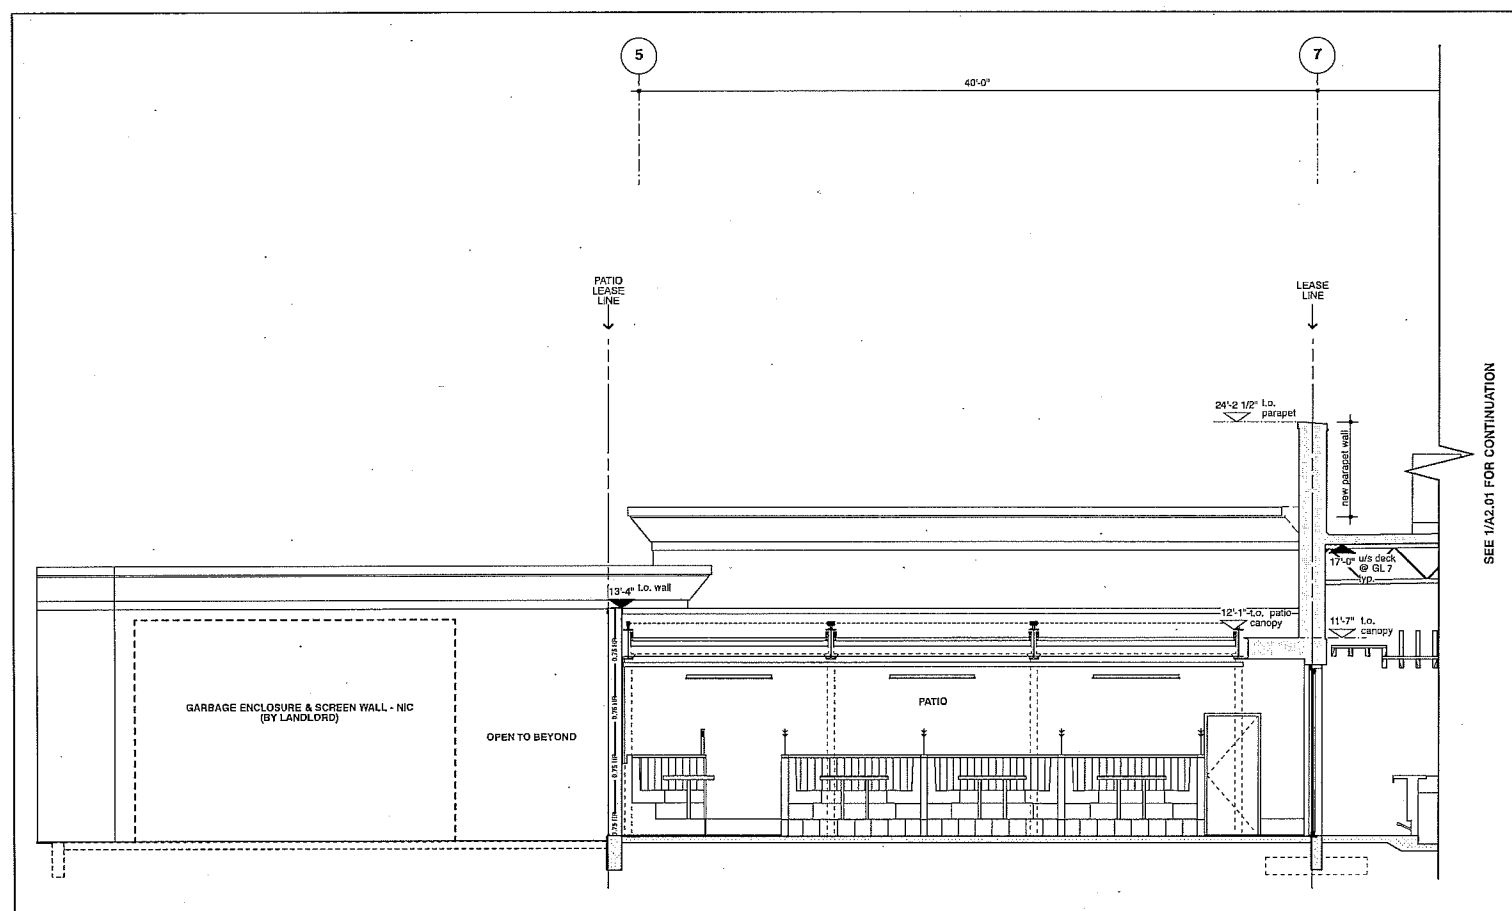 5
7
40'-0"
PATIO
LEASE
LINE
LEASE
LINE
24'-2 1/2" t.o.
parapet
new parapet wall
SEE 1/A2.01 FOR CONTINUATION
17'-0" u/s deck
@ GL 7
typ.
13'-4" t.o. wall
12'-1" t.o. patio
canopy
11'-7" t.o.
canopy
GARBAGE ENCLOSURE & SCREEN WALL - NIC
(BY LANDLORD)
OPEN TO BEYOND
PATIO